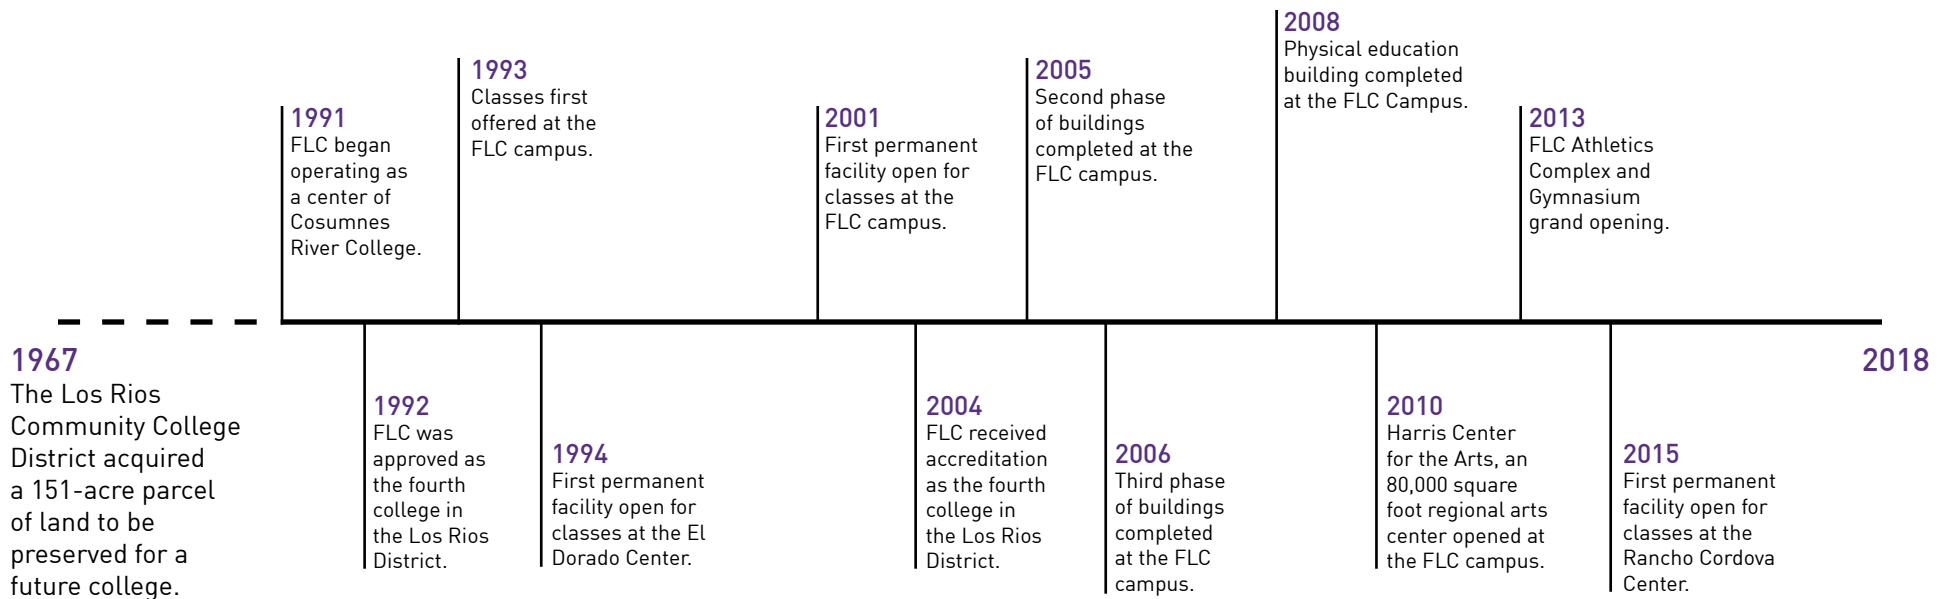 1967
The Los Rios
Community College
District acquired
a 151-acre parcel
of land to be
preserved for a
future college.
1991
FLC began
operating as
a center of
Cosumnes
River College.
1992
FLC was
approved as
the fourth
college in
the Los Rios
District.
1993
Classes first
offered at the
FLC campus.
1994
First permanent
facility open for
classes at the El
Dorado Center.
2001
First permanent
facility open for
classes at the
FLC campus.
2004
FLC received
accreditation
as the fourth
college in
the Los Rios
District.
2005
Second phase
of buildings
completed at the
FLC campus.
2006
Third phase
of buildings
completed
at the FLC
campus.
2008
Physical education
building completed
at the FLC Campus.
2010
Harris Center
for the Arts, an
80,000 square
foot regional arts
center opened at
the FLC campus.
2013
FLC Athletics
Complex and
Gymnasium
grand opening.
2015
First permanent
facility open for
classes at the
Rancho Cordova
Center.
2018